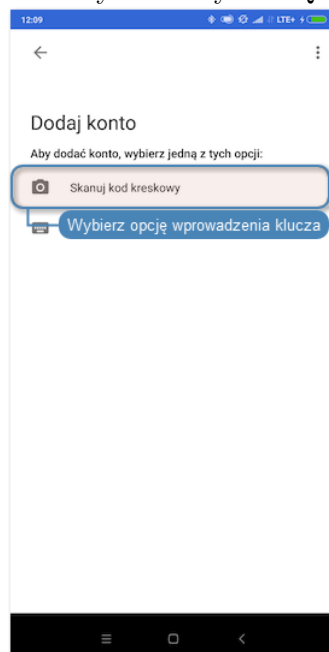 12:09 LTE+
Dodaj konto
Aby dodać konto, wybierz jedną z tych opcji:
Skanuj kod kreskowy
Wybierz opcję wprowadzenia klucza